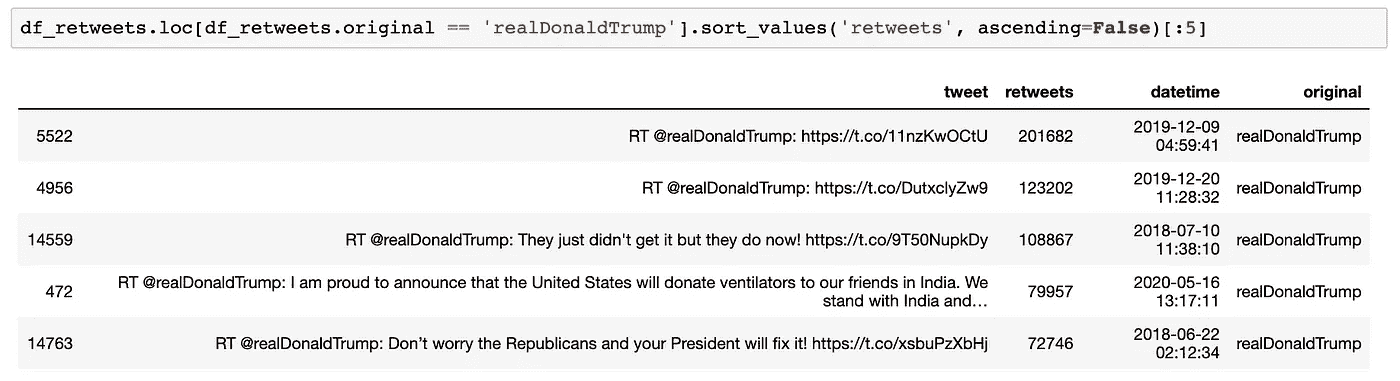 df_retweets.loc[df_retweets.original == 'realDonaldTrump'].sort_values('retweets', ascending=False)[:5]
tweet retweets datetime original
5522 RT @realDonaldTrump: https://t.co/11nzKwOCtU 201682 2019-12-09 04:59:41 realDonaldTrump
4956 RT @realDonaldTrump: https://t.co/DutxclyZw9 123202 2019-12-20 11:28:32 realDonaldTrump
14559 RT @realDonaldTrump: They just didn't get it but they do now! https://t.co/9T50NupkDy 108867 2018-07-10 11:38:10 realDonaldTrump
472 RT @realDonaldTrump: I am proud to announce that the United States will donate ventilators to our friends in India. We
stand with India and… 79957 2020-05-16 13:17:11 realDonaldTrump
14763 RT @realDonaldTrump: Don’t worry the Republicans and your President will fix it! https://t.co/xsbuPzXbHj 72746 2018-06-22 02:12:34 realDonaldTrump